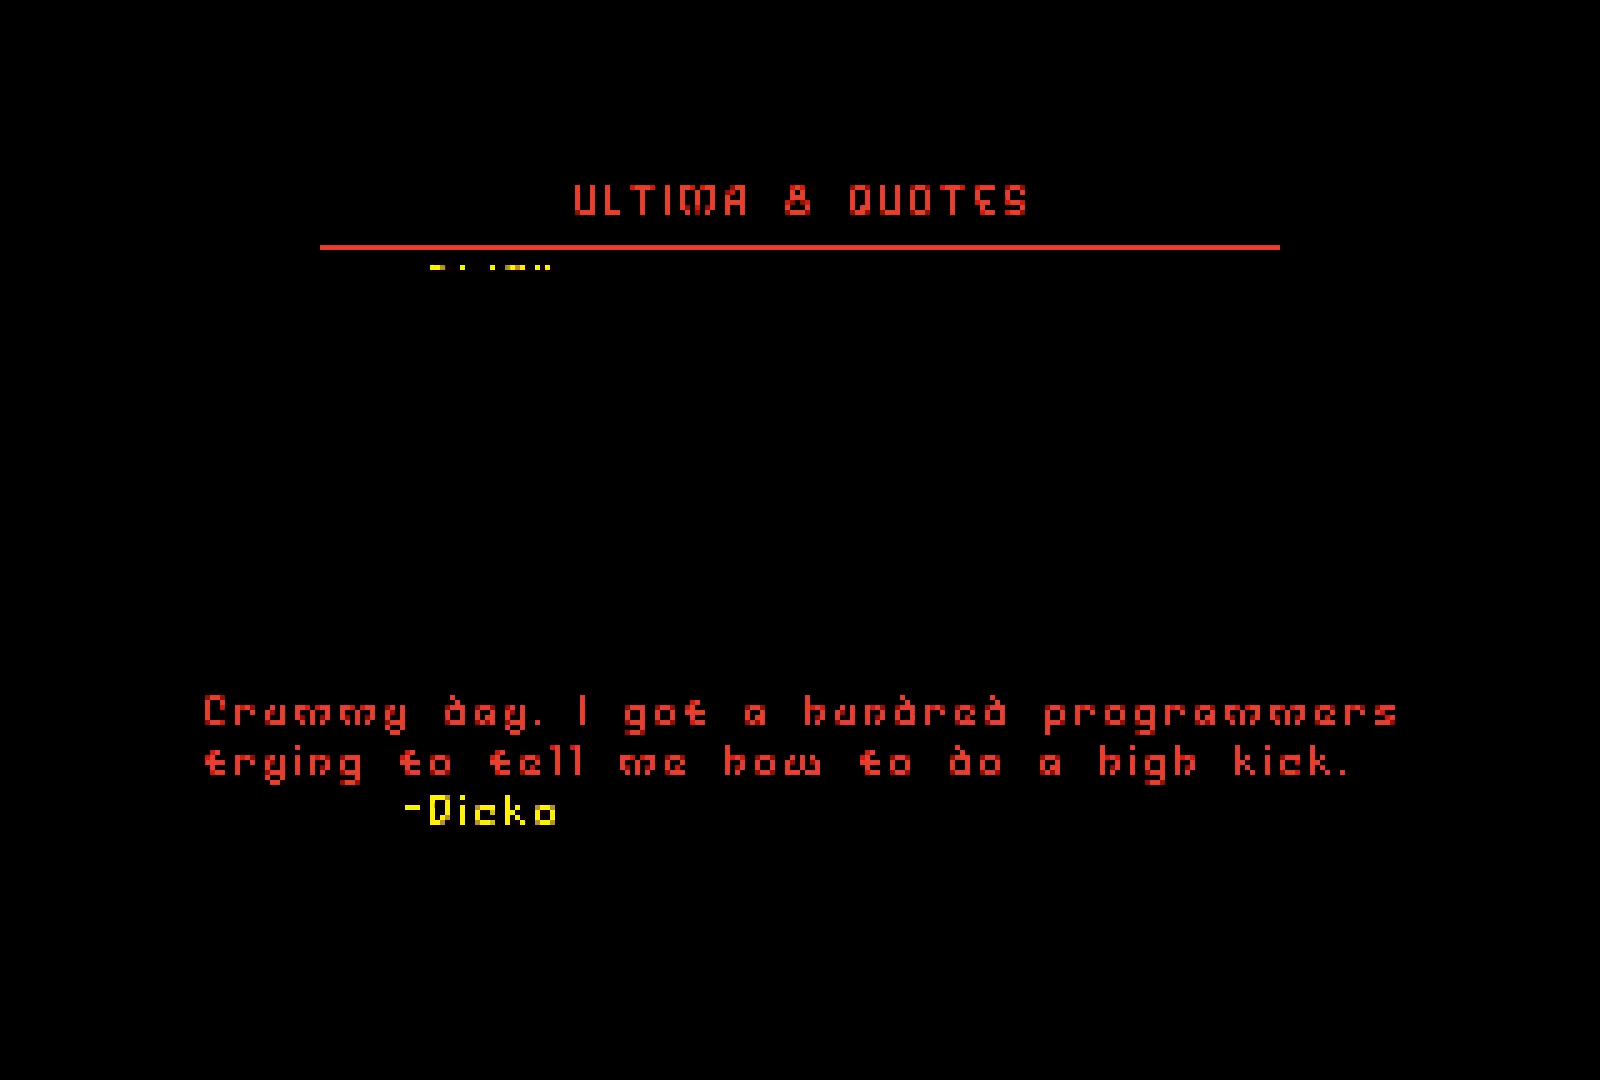 ULTIMA 8 QUOTES
Crummy day. I got a hundred programmers
trying to tell me how to do a high kick.
-Dicko